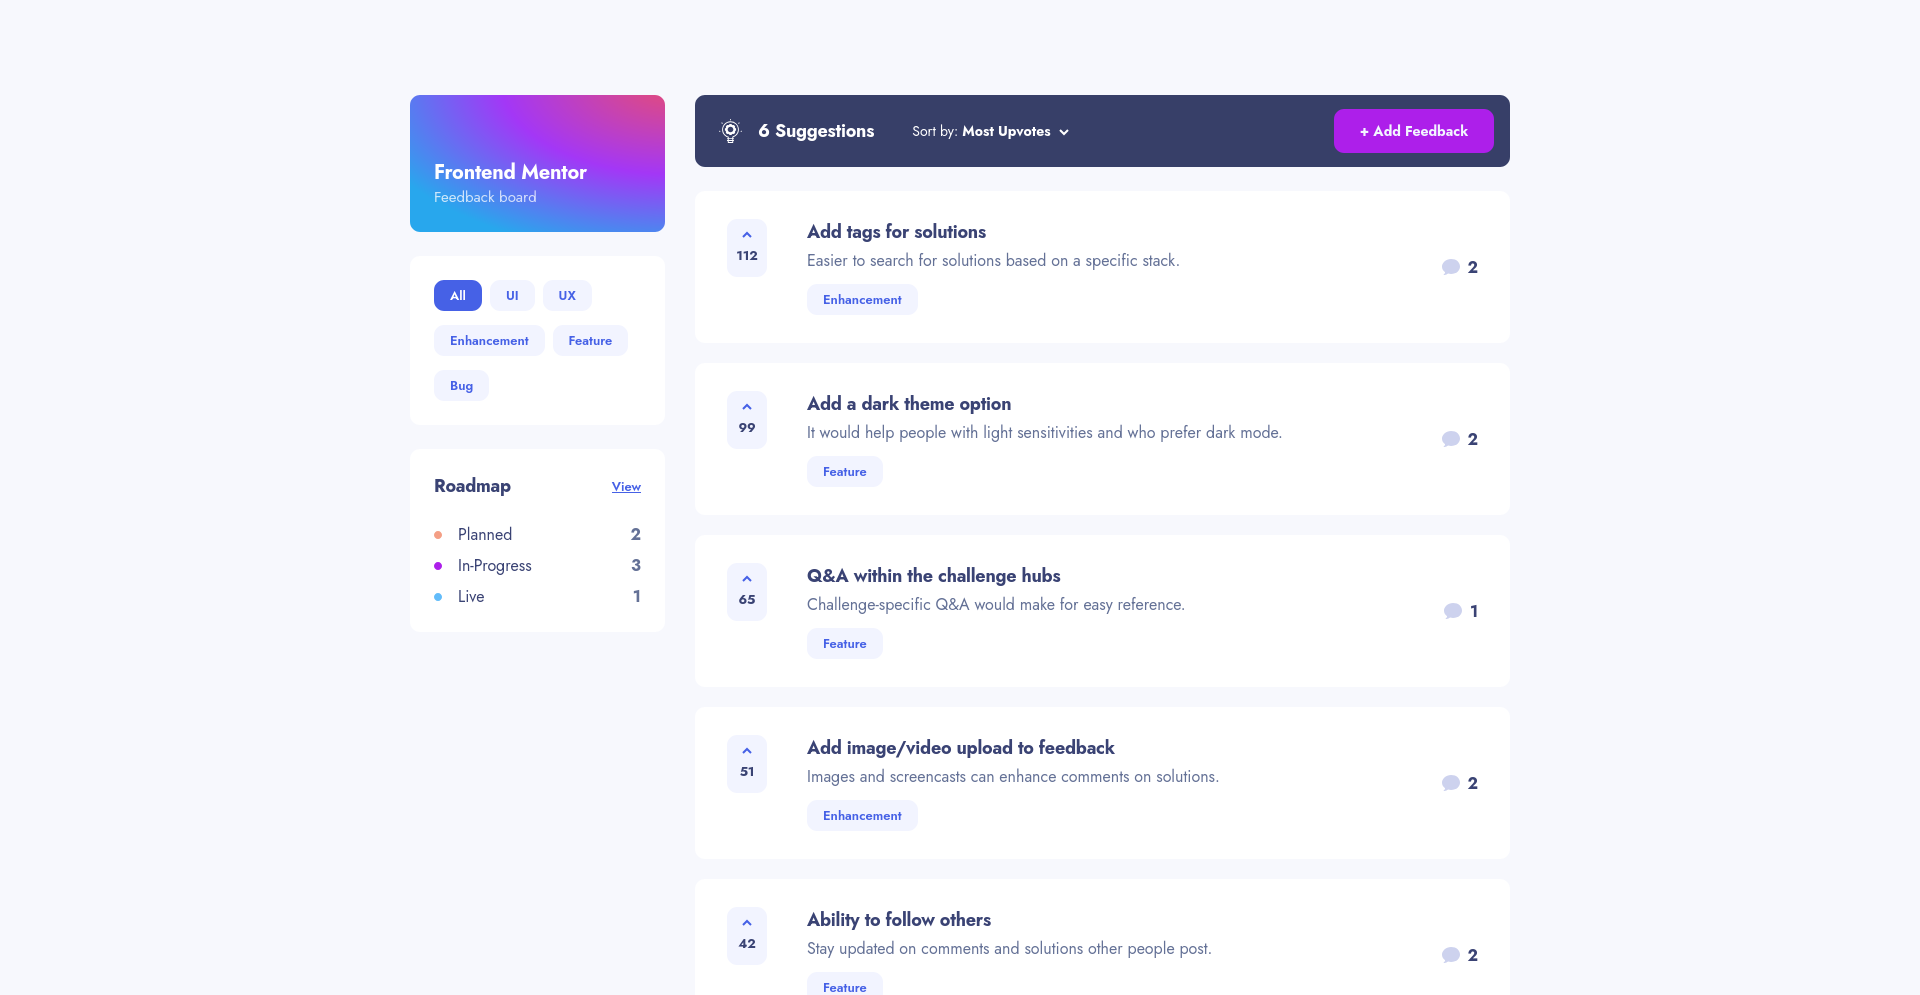 Frontend Mentor
Feedback board
All
UI
UX
Enhancement
Feature
Bug
Roadmap
View
Planned
2
In-Progress
3
Live
1
6 Suggestions
Sort by: Most Upvotes
+ Add Feedback
112
Add tags for solutions
Easier to search for solutions based on a specific stack.
Enhancement
2
99
Add a dark theme option
It would help people with light sensitivities and who prefer dark mode.
Feature
2
65
Q&A within the challenge hubs
Challenge-specific Q&A would make for easy reference.
Feature
1
51
Add image/video upload to feedback
Images and screencasts can enhance comments on solutions.
Enhancement
2
42
Ability to follow others
Stay updated on comments and solutions other people post.
Feature
2